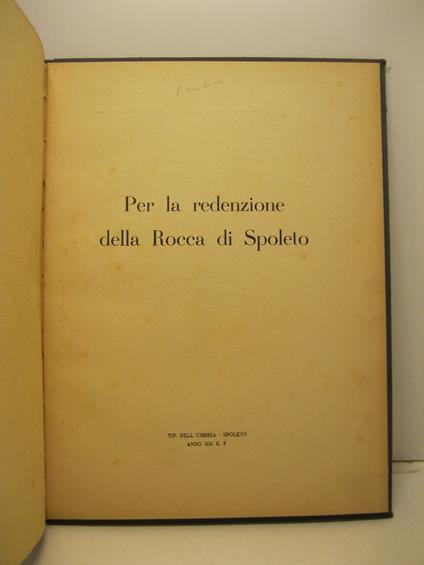 Per la redenzione
della Rocca di Spoleto
TIP. DELL'UMBRIA - SPOLETO
ANNO XII. E. F.